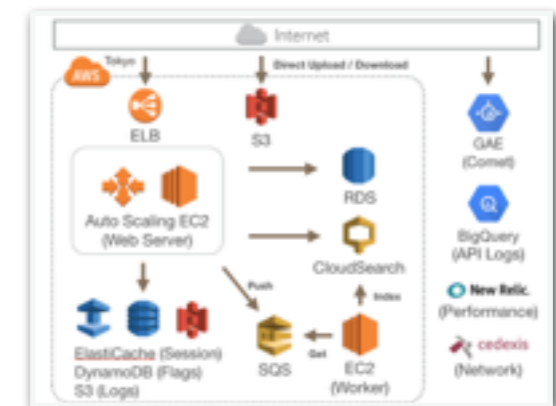 Internet
Tokyo
Direct Upload / Download
AWS
ELB
S3
GAE
(Comet)
Auto Scaling EC2
(Web Server)
RDS
BigQuery
(API Logs)
CloudSearch
Push
Index
New Relic.
(Performance)
Get
cedexis
(Network)
ElastiCache (Session)
DynamoDB (Flags)
S3 (Logs)
SQS
EC2
(Worker)